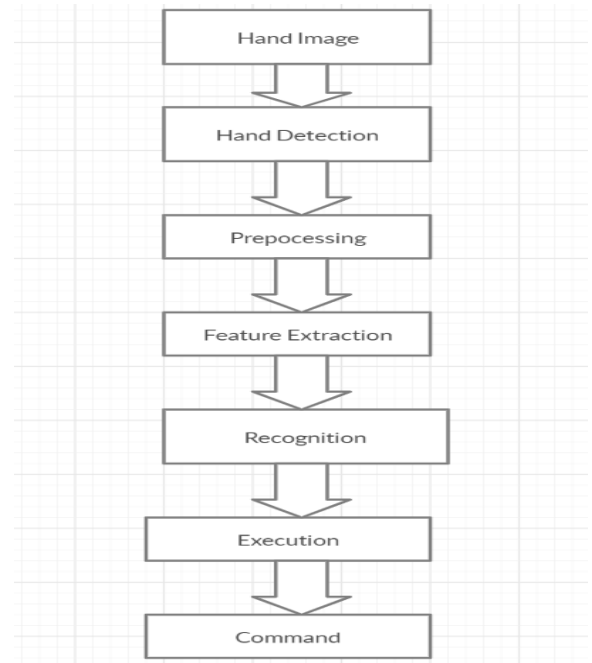 Hand Image
Hand Detection
Prepocessing
Feature Extraction
Recognition
Execution
Command